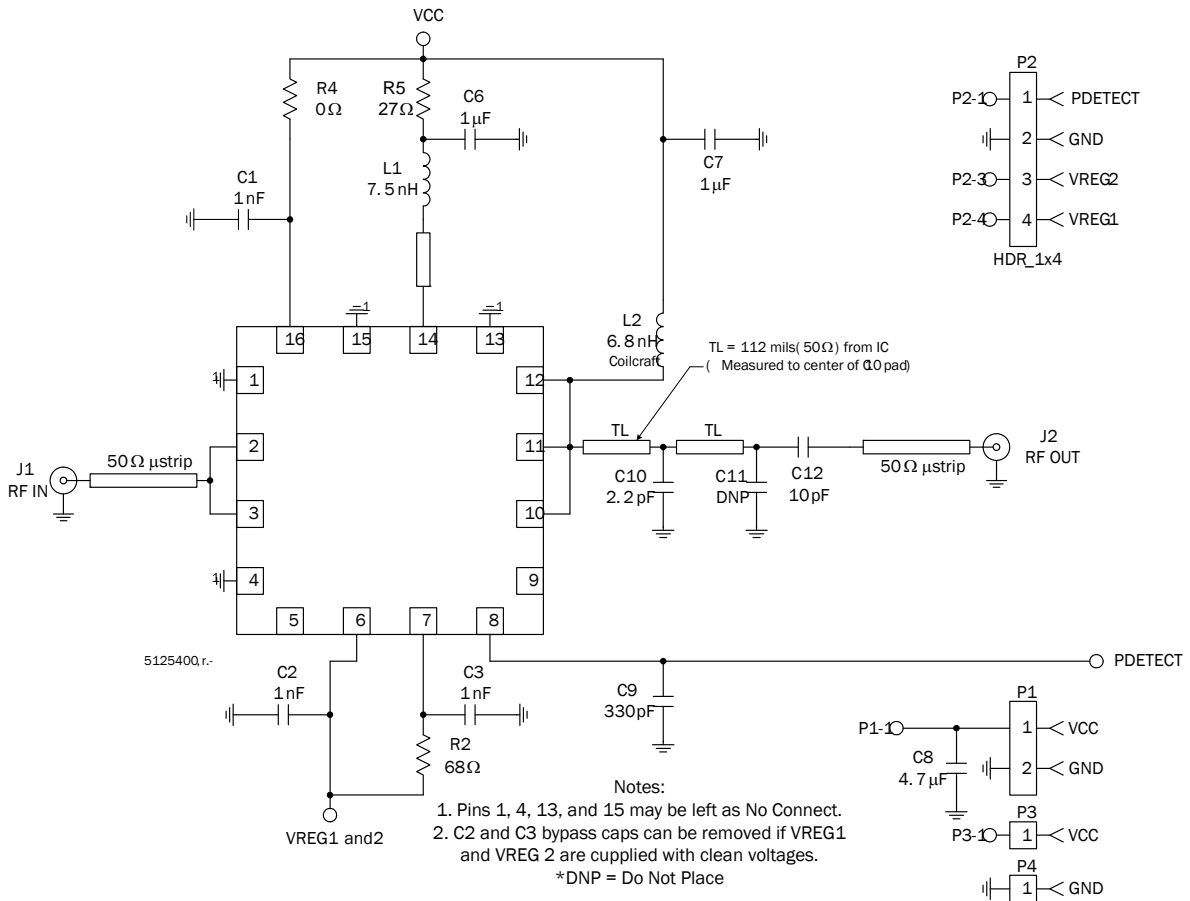 VCC
R4
0Ω
R5
27Ω
C6
1µF
C1
1nF
L1
7.5nH
C7
1µF
P2
P2-1
1
PDETECT
2
GND
P2-3
3
VREG2
P2-4
4
VREG1
HDR_1x4
1
1
16
15
14
13
L2
6.8nH
Coilcraft
TL = 112 mils(50Ω) from IC
( Measured to center of C10 pad)
1
1
12
J1
RF IN
50Ω µstrip
2
11
TL
TL
C10
2.2pF
C11
DNP
C12
10pF
50Ω µstrip
J2
RF OUT
3
10
1
4
9
5
6
7
8
5125400, r.-
C2
1nF
C3
1nF
R2
68Ω
VREG1 and2
C9
330pF
PDETECT
P1
P1-1
1
VCC
C8
4.7µF
2
GND
P3
P3-1
1
VCC
P4
1
GND
Notes:
1. Pins 1, 4, 13, and 15 may be left as No Connect.
2. C2 and C3 bypass caps can be removed if VREG1
and VREG 2 are cupplied with clean voltages.
*DNP = Do Not Place